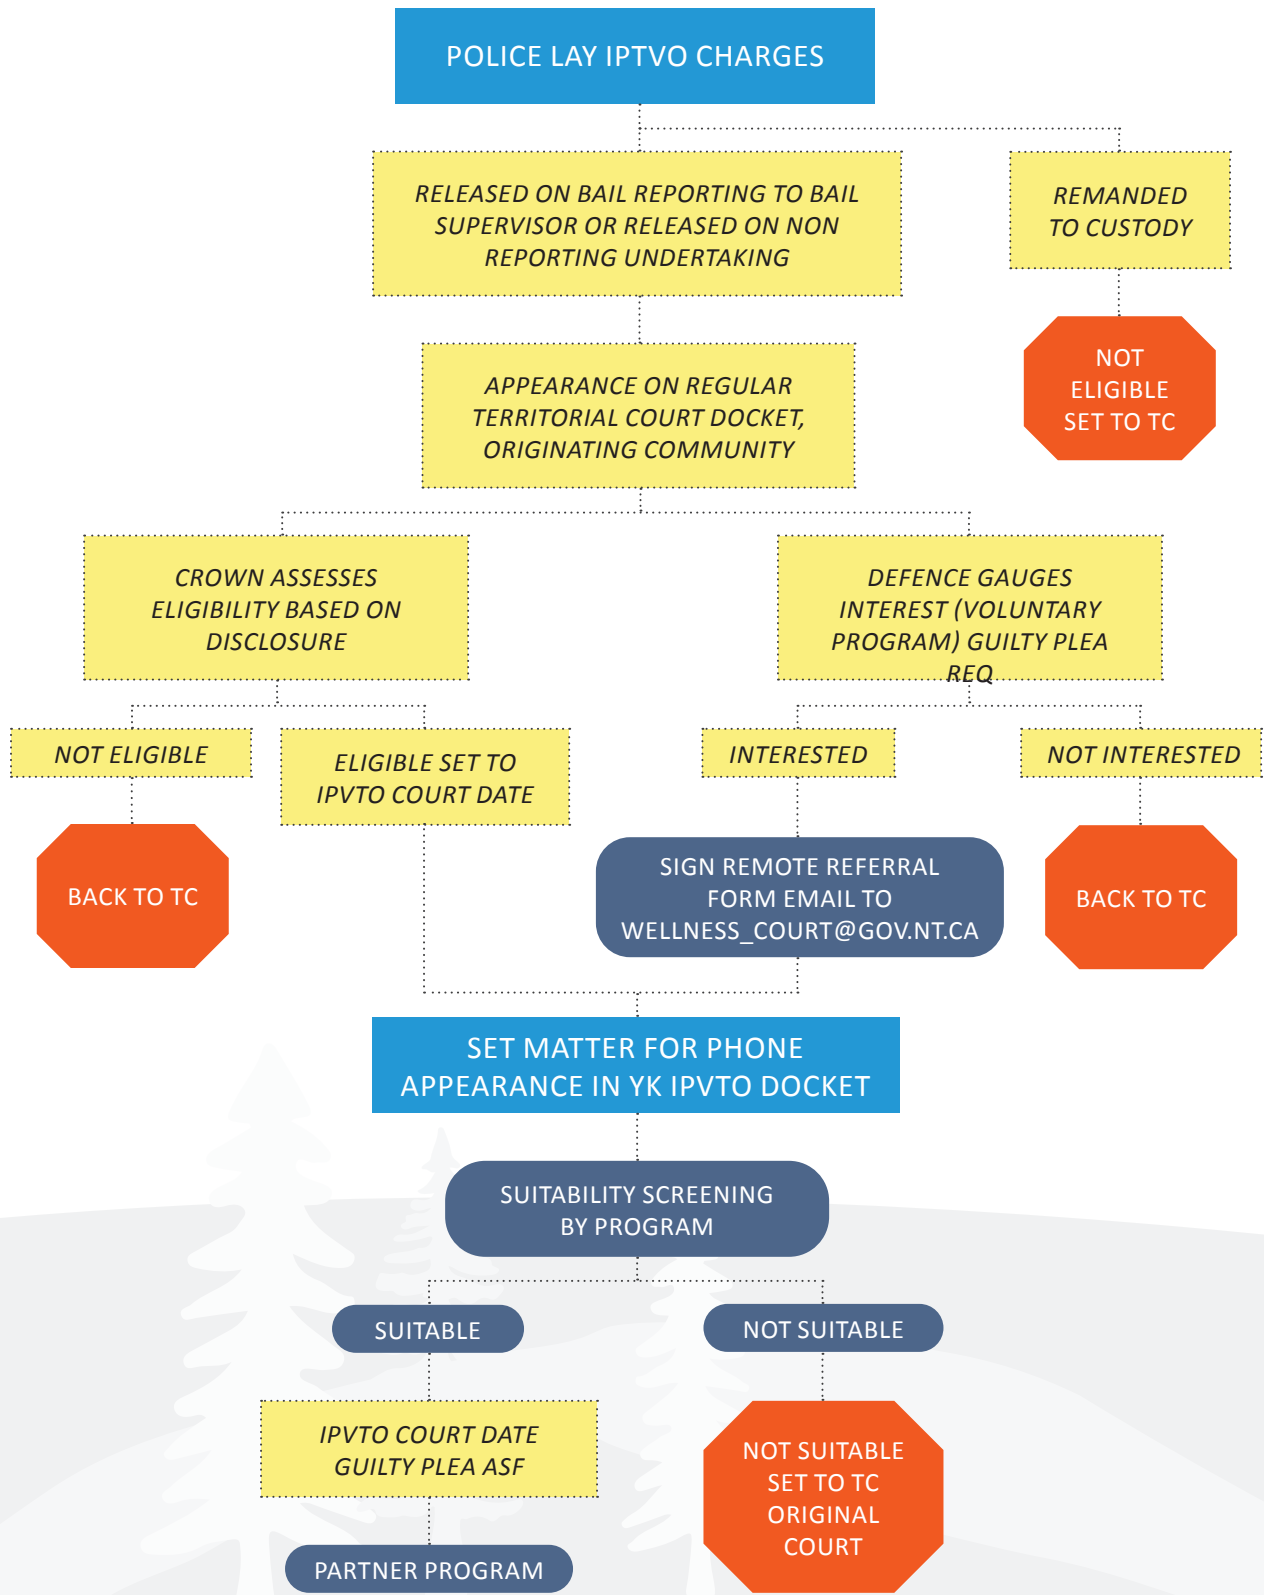 POLICE LAY IPTVO CHARGES
RELEASED ON BAIL REPORTING TO BAIL
SUPERVISOR OR RELEASED ON NON
REPORTING UNDERTAKING
REMANDED
TO CUSTODY
NOT
ELIGIBLE
SET TO TC
APPEARANCE ON REGULAR
TERRITORIAL COURT DOCKET,
ORIGINATING COMMUNITY
CROWN ASSESSES
ELIGIBILITY BASED ON
DISCLOSURE
DEFENCE GAUGES
INTEREST (VOLUNTARY
PROGRAM) GUILTY PLEA
REQ
NOT ELIGIBLE
ELIGIBLE SET TO
IPVTO COURT DATE
INTERESTED
NOT INTERESTED
BACK TO TC
SIGN REMOTE REFERRAL
FORM EMAIL TO
WELLNESS_COURT@GOV.NT.CA
BACK TO TC
SET MATTER FOR PHONE
APPEARANCE IN YK IPVTO DOCKET
SUITABILITY SCREENING
BY PROGRAM
SUITABLE
NOT SUITABLE
IPVTO COURT DATE
GUILTY PLEA ASF
NOT SUITABLE
SET TO TC
ORIGINAL
COURT
PARTNER PROGRAM